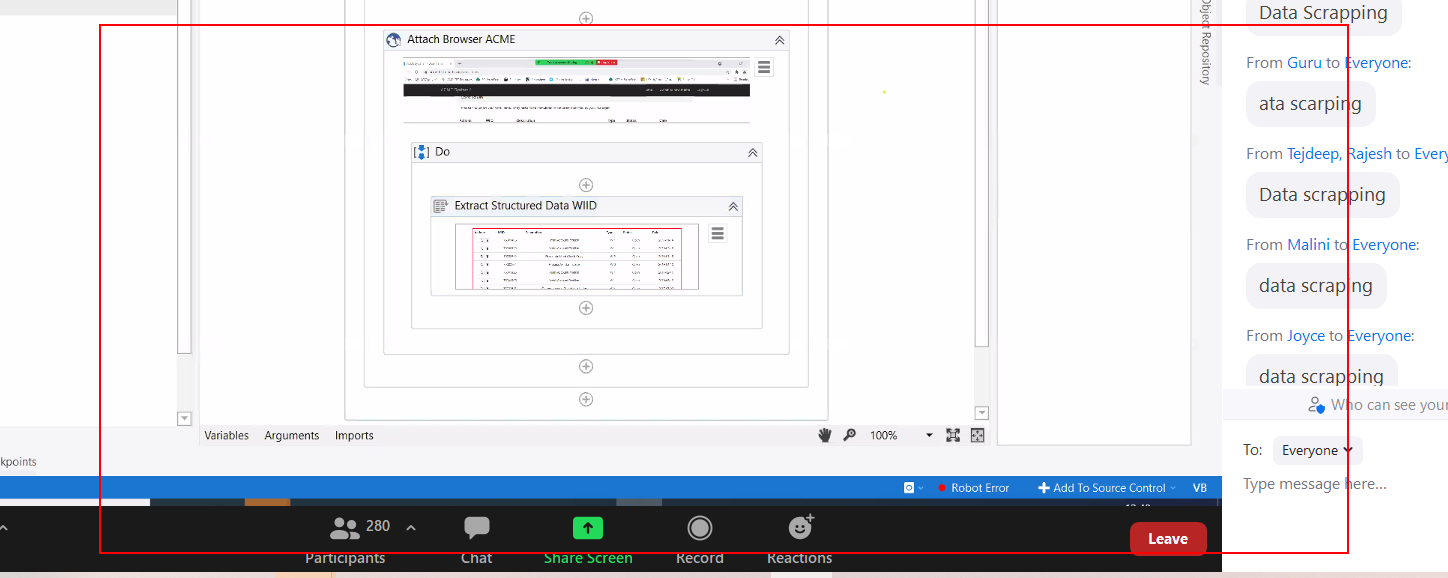 Attach Browser ACME
Do
Extract Structured Data WIID
Variables
Arguments
Imports
100%
kpoints
Robot Error
Add To Source Control
VB
Object Repository
280
Participants
Chat
Share Screen
Record
Reactions
Leave
Data Scrapping
From Guru to Everyone:
ata scarping
From Tejdeep, Rajesh to Every
Data scrapping
From Malini to Everyone:
data scraping
From Joyce to Everyone:
data scrapping
Who can see your
To: Everyone
Type message here...